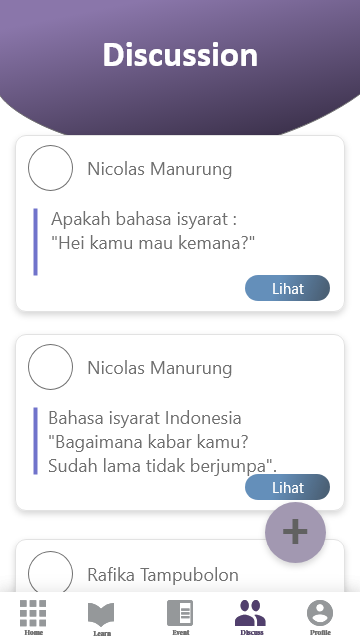 Discussion
Nicolas Manurung
Apakah bahasa isyarat :
"Hei kamu mau kemana?"
Lihat
Nicolas Manurung
Bahasa isyarat Indonesia
"Bagaimana kabar kamu?
Sudah lama tidak berjumpa".
Lihat
+
Rafika Tampubolon
Home Learn Event Discuss Profile